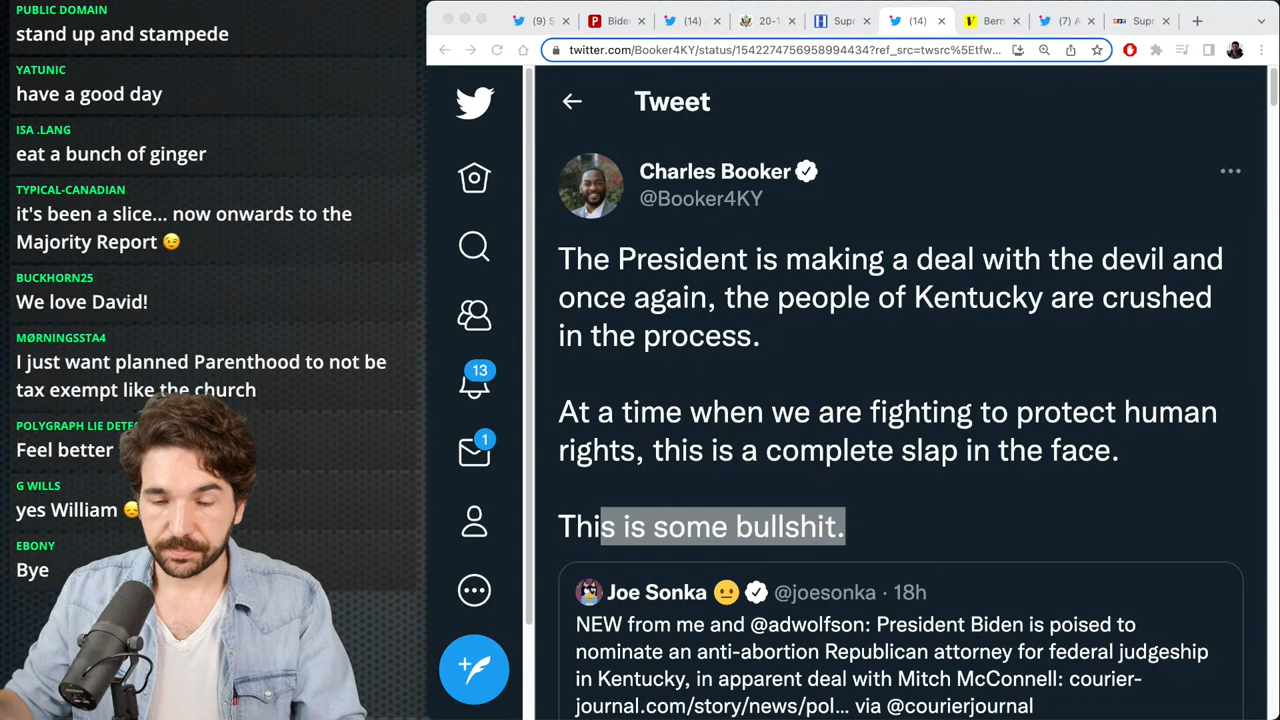 PUBLIC DOMAIN
stand up and stampede
YATUNIC
have a good day
ISA .LANG
eat a bunch of ginger
TYPICAL-CANADIAN
it's been a slice... now onwards to the
Majority Report 😉
BUCKHORN25
We love David!
MØRNINGSSTA4
I just want planned Parenthood to not be
tax exempt like the church
POLYGRAPH LIE
Feel better
G WILLS
yes William 😞
EBONY
Bye
(9) S
Biden
(14)
20-1
Supr
(14)
Bern
(7) A
Supr
twitter.com/Booker4KY/status/1542274756958994434?ref_src=twsrc%5Etfw...
Tweet
Charles Booker
@Booker4KY
The President is making a deal with the devil and
once again, the people of Kentucky are crushed
in the process.
At a time when we are fighting to protect human
rights, this is a complete slap in the face.
This is some bullshit.
13
1
Joe Sonka 😐 @joesonka · 18h
NEW from me and @adwolfson: President Biden is poised to
nominate an anti-abortion Republican attorney for federal judgeship
in Kentucky, in apparent deal with Mitch McConnell: courier-
journal.com/story/news/pol... via @courierjournal